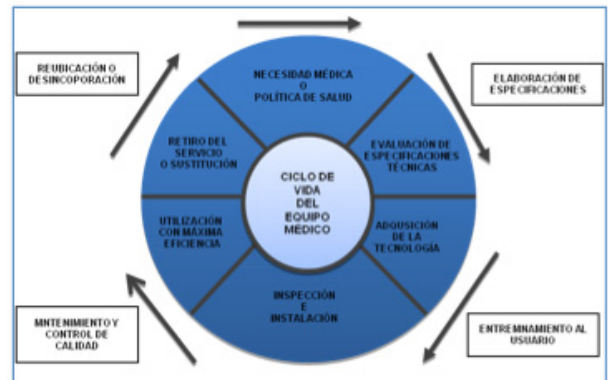 REUBICACIÓN O
DESINCOPORACIÓN
NECESIDAD MÉDICA
O
POLÍTICA DE SALUD
ELABORACIÓN DE
ESPECIFICACIONES
RETIRO DEL
SERVICIO
O SUSTITUCIÓN
EVALUACIÓN DE
ESPECIFICACIONES
TÉCNICAS
CICLO DE
VIDA
DEL
EQUIPO
MÉDICO
UTILIZACIÓN
CON MÁXIMA
EFICIENCIA
ADQUSICIÓN
DE LA
TECNOLOGÍA
INSPECCIÓN
E
INSTALACIÓN
MNTENIMIENTO Y
CONTROL DE
CALIDAD
ENTREMNAMIENTO AL
USUARIO